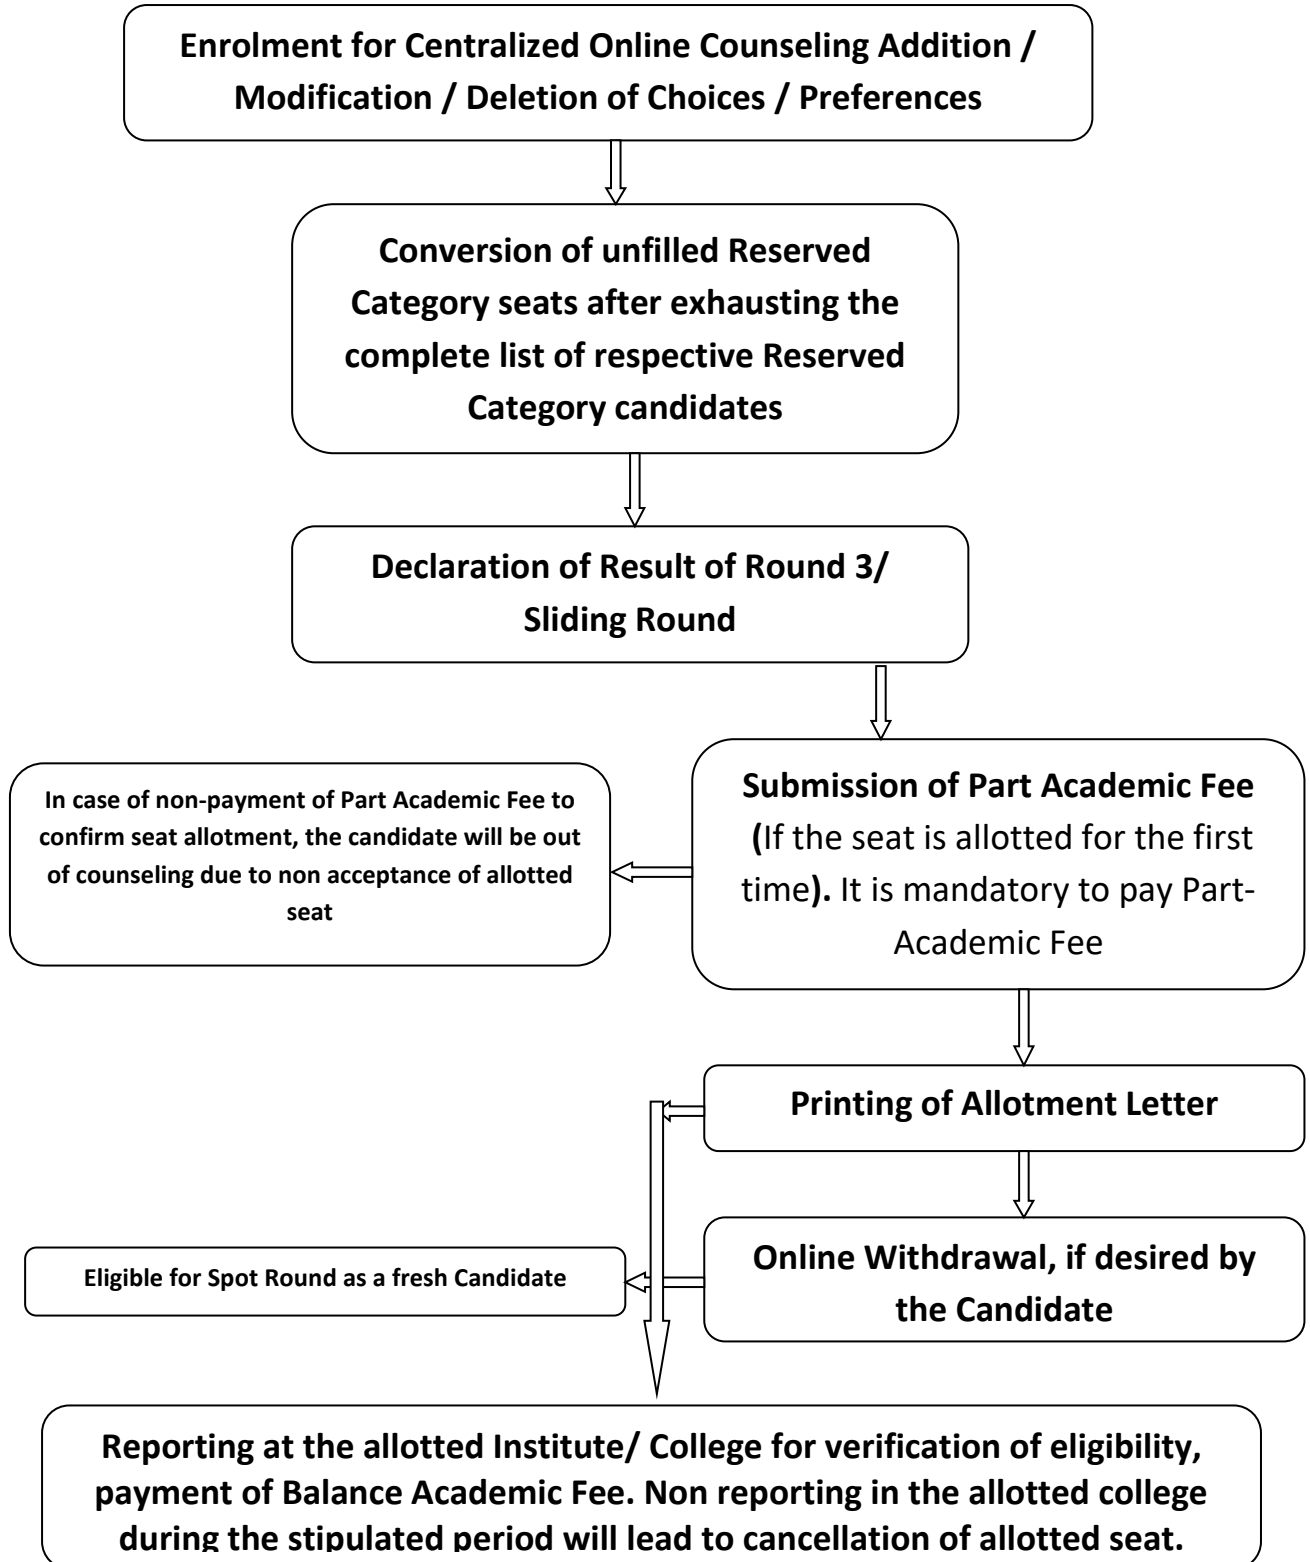 Enrolment for Centralized Online Counseling Addition /
Modification / Deletion of Choices / Preferences
Conversion of unfilled Reserved
Category seats after exhausting the
complete list of respective Reserved
Category candidates
Declaration of Result of Round 3/
Sliding Round
Submission of Part Academic Fee
(If the seat is allotted for the first
time). It is mandatory to pay Part-
Academic Fee
In case of non-payment of Part Academic Fee to
confirm seat allotment, the candidate will be out
of counseling due to non acceptance of allotted
seat
Printing of Allotment Letter
Online Withdrawal, if desired by
the Candidate
Eligible for Spot Round as a fresh Candidate
Reporting at the allotted Institute/ College for verification of eligibility,
payment of Balance Academic Fee. Non reporting in the allotted college
during the stipulated period will lead to cancellation of allotted seat.